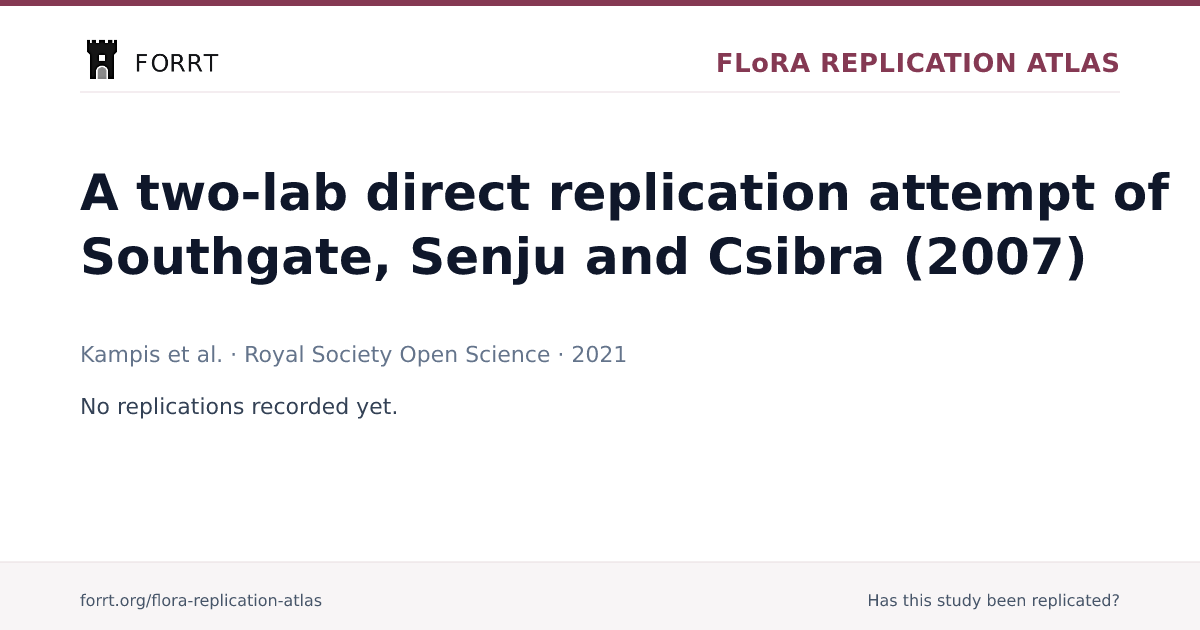 FORRT
FLoRA REPLICATION ATLAS
A two-lab direct replication attempt of
Southgate, Senju and Csibra (2007)
Kampis et al. · Royal Society Open Science · 2021
No replications recorded yet.
forrt.org/flora-replication-atlas
Has this study been replicated?